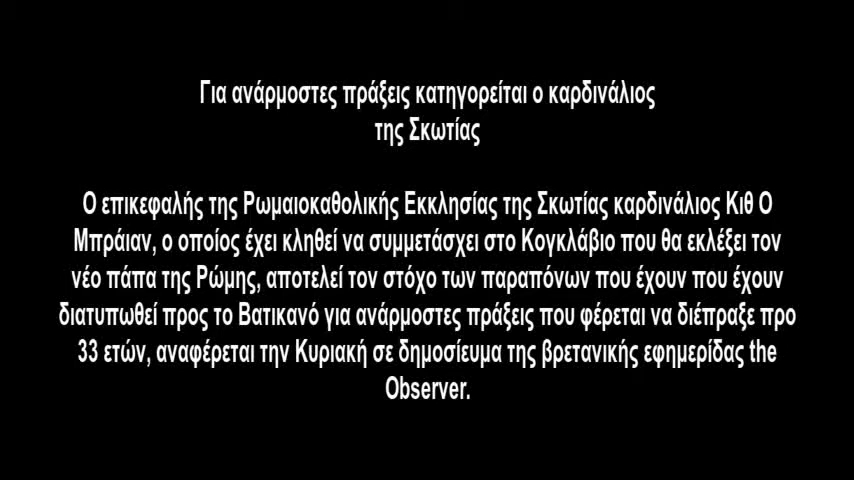 Για ανάρμοστες πράξεις κατηγορείται ο καρδινάλιος
της Σκωτίας
Ο επικεφαλής της Ρωμαιοκαθολικής Εκκλησίας της Σκωτίας καρδινάλιος Κιθ Ο
Μπράιαν, ο οποίος έχει κληθεί να συμμετάσχει στο Κογκλάβιο που θα εκλέξει τον
νέο πάπα της Ρώμης, αποτελεί τον στόχο των παραπόνων που έχουν που έχουν
διατυπωθεί προς το Βατικανό για ανάρμοστες πράξεις που φέρεται να διέπραξε προ
33 ετών, αναφέρεται την Κυριακή σε δημοσίευμα της βρετανικής εφημερίδας the
Observer.